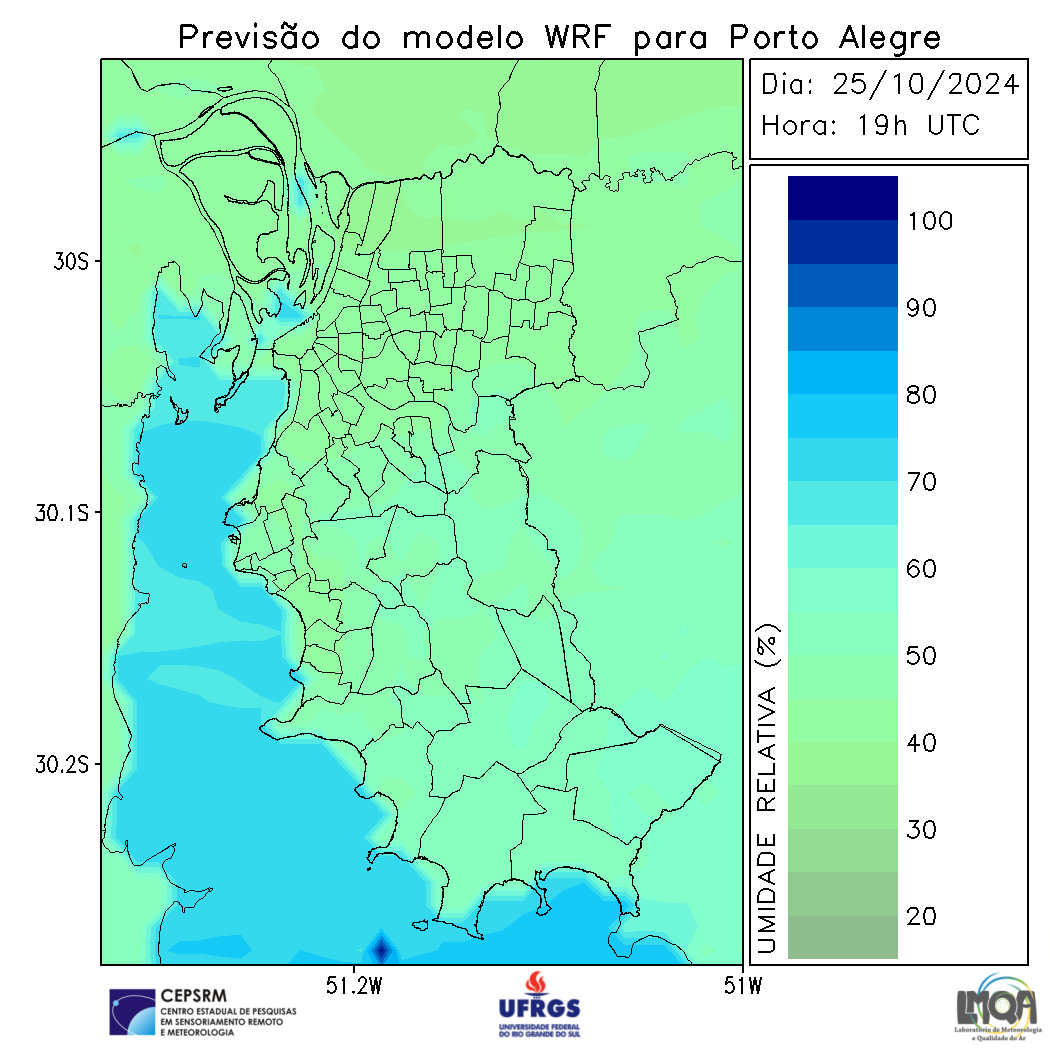 Previsão do modelo WRF para Porto Alegre
Dia: 25/10/2024
Hora: 19h UTC
30S
30.1S
30.2S
51.2W
51W
UMIDADE RELATIVA (%)
100
90
80
70
60
50
40
30
20
CEPSRM
CENTRO ESTADUAL DE PESQUISAS
EM SENSORIAMENTO REMOTO
E METEOROLOGIA
UFRGS
UNIVERSIDADE FEDERAL
DO RIO GRANDE DO SUL
LMQA
Laboratório de Meteorologia
e Qualidade do Ar